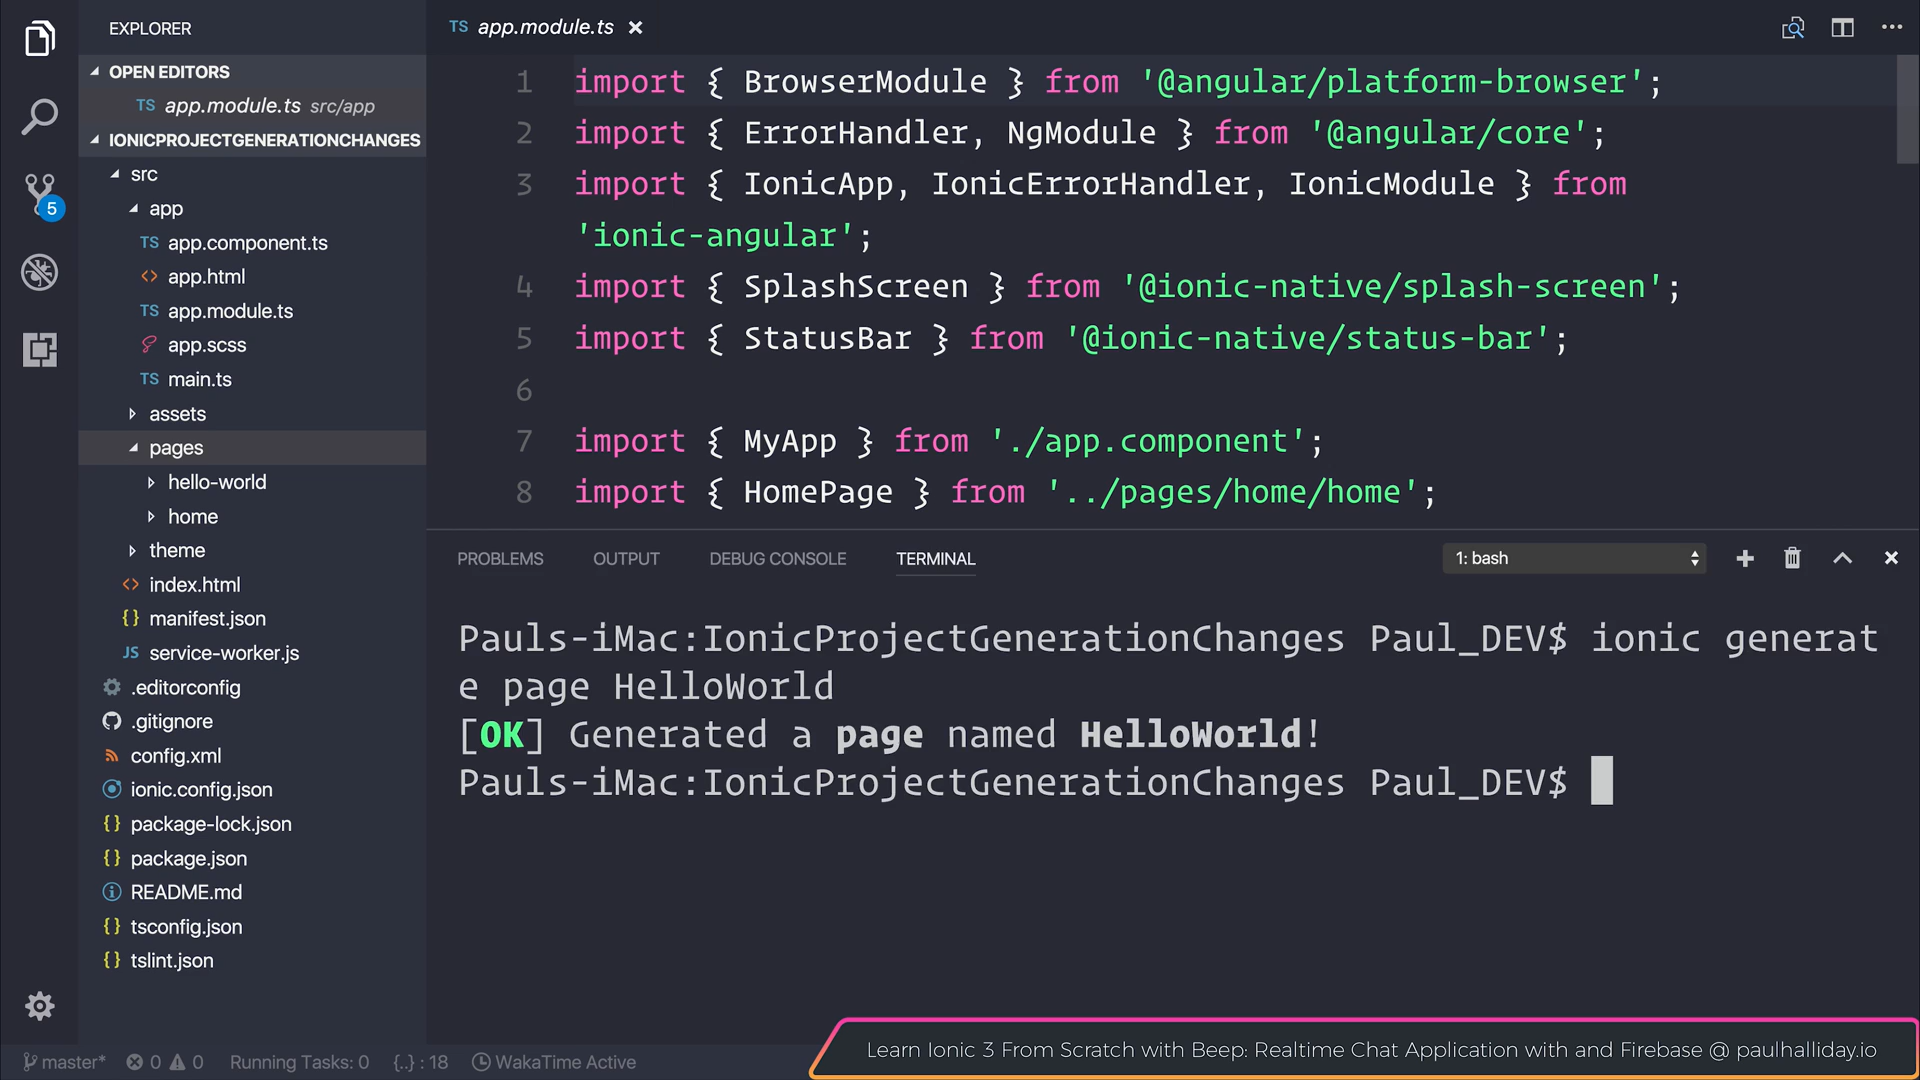 EXPLORER
OPEN EDITORS
TS app.module.ts src/app
IONICPROJECTGENERATIONCHANGES
src
app
TS app.component.ts
<> app.html
TS app.module.ts
app.scss
TS main.ts
assets
pages
hello-world
home
theme
<> index.html
{} manifest.json
JS service-worker.js
.editorconfig
.gitignore
config.xml
ionic.config.json
{} package-lock.json
{} package.json
README.md
{} tsconfig.json
{} tslint.json
5
TS app.module.ts
1 import { BrowserModule } from '@angular/platform-browser';
2 import { ErrorHandler, NgModule } from '@angular/core';
3 import { IonicApp, IonicErrorHandler, IonicModule } from
'ionic-angular';
4 import { SplashScreen } from '@ionic-native/splash-screen';
5 import { StatusBar } from '@ionic-native/status-bar';
6
7 import { MyApp } from './app.component';
8 import { HomePage } from '../pages/home/home';
PROBLEMS OUTPUT DEBUG CONSOLE TERMINAL 1: bash
Pauls-iMac:IonicProjectGenerationChanges Paul_DEV$ ionic generat
e page HelloWorld
[OK] Generated a page named HelloWorld!
Pauls-iMac:IonicProjectGenerationChanges Paul_DEV$
master* 0 0 Running Tasks: 0 {..} : 18 WakaTime Active
Learn Ionic 3 From Scratch with Beep: Realtime Chat Application with and Firebase @ paulhalliday.io